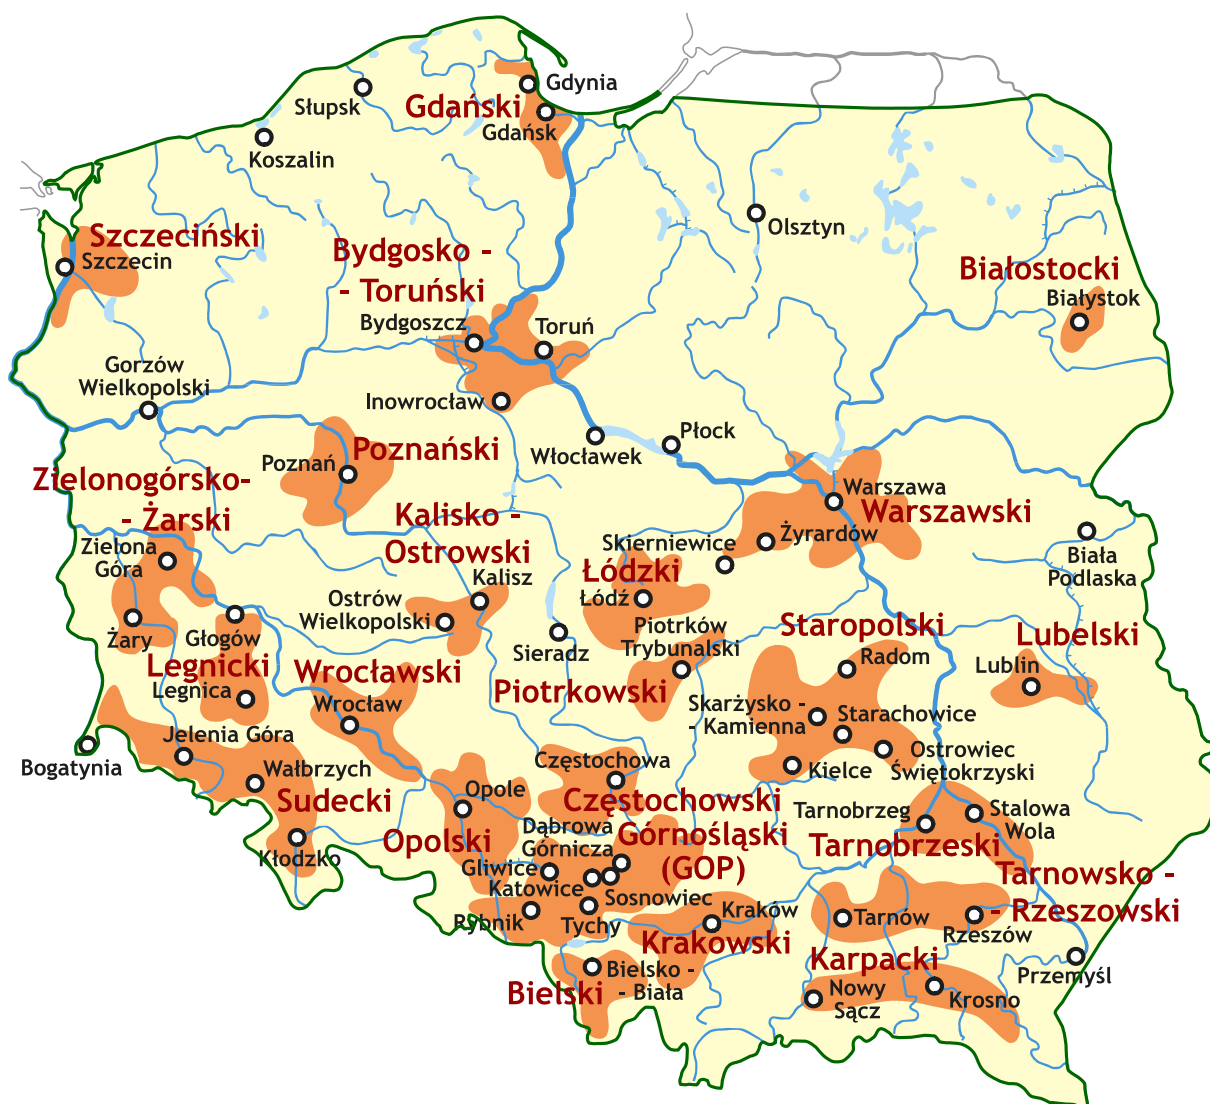 Gdynia
Słupsk
Gdański
Gdańsk
Koszalin
Olsztyn
Szczeciński
Szczecin
Bydgosko -
- Toruński
Białostocki
Białystok
Bydgoszcz
Toruń
Gorzów
Wielkopolski
Inowrocław
Włocławek
Płock
Poznański
Poznań
Zielonogórsko-
- Żarski
Kalisko -
Ostrowski
Warszawa
Warszawski
Żyrardów
Skierniewice
Biała
Podlaska
Zielona
Góra
Kalisz
Ostrów
Wielkopolski
Łódzki
Łódź
Żary
Głogów
Sieradz
Piotrków
Trybunalski
Staropolski
Radom
Lubelski
Lublin
Legnicki
Legnica
Wrocławski
Wrocław
Piotrkowski
Skarżysko -
- Kamienna
Starachowice
Jelenia Góra
Bogatynia
Wałbrzych
Częstochowa
Kielce
Ostrowiec
Świętokrzyski
Sudecki
Opole
Częstochowski
Tarnobrzeg
Stalowa
Wola
Opolski
Dąbrowa
Górnicza
Górnośląski
(GOP)
Tarnobrzeski
Kłodzko
Gliwice
Katowice
Sosnowiec
Tarnowsko -
- Rzeszowski
Rybnik
Tychy
Kraków
Krakowski
Tarnów
Rzeszów
Karpacki
Przemyśl
Bielski
Bielsko -
- Biała
Nowy
Sącz
Krosno